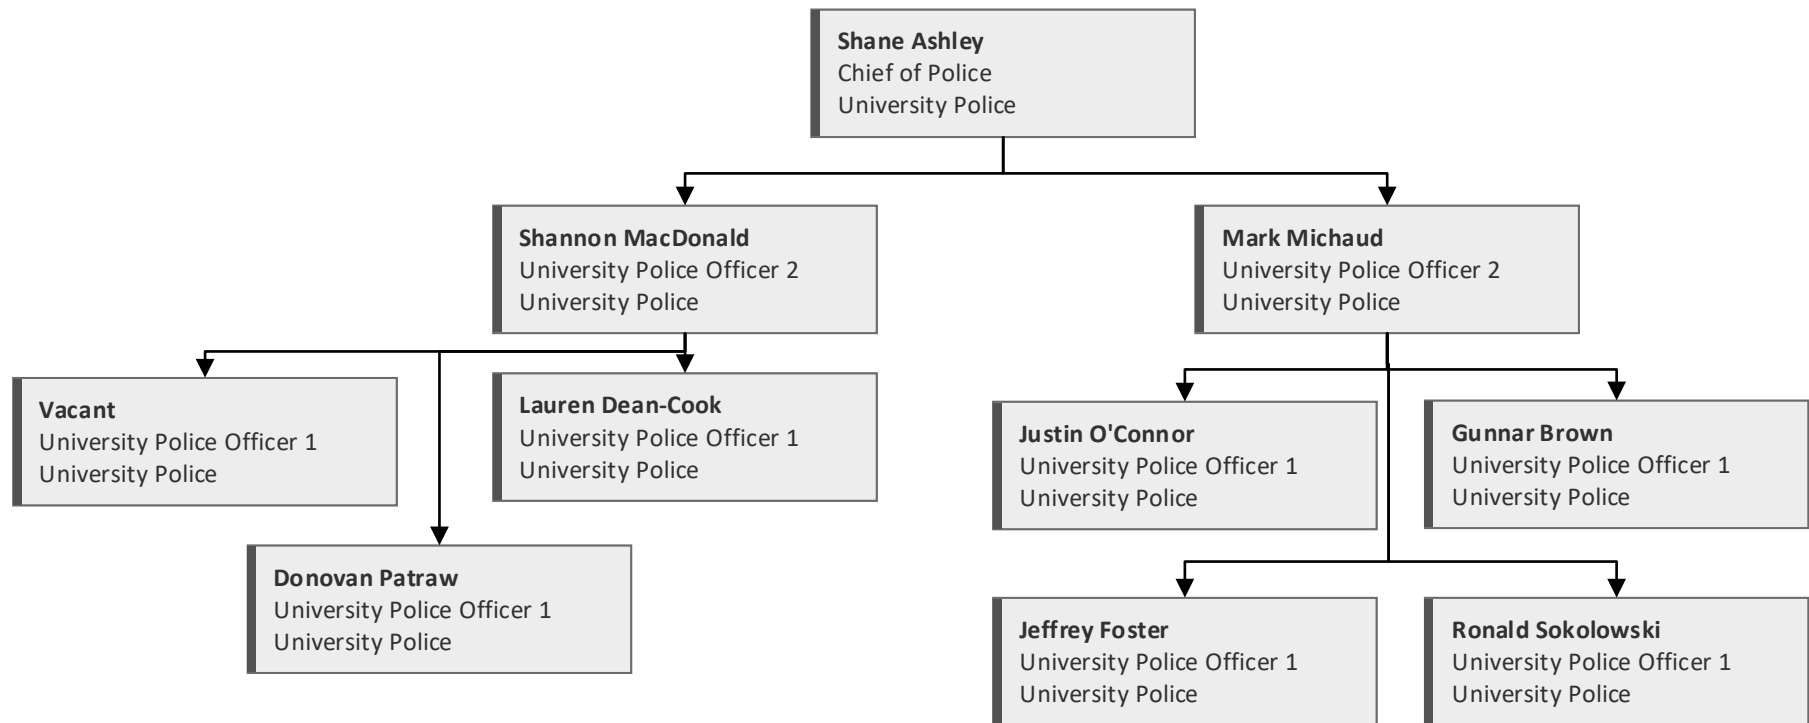 Shane Ashley
Chief of Police
University Police
Shannon MacDonald
University Police Officer 2
University Police
Mark Michaud
University Police Officer 2
University Police
Vacant
University Police Officer 1
University Police
Lauren Dean-Cook
University Police Officer 1
University Police
Donovan Patraw
University Police Officer 1
University Police
Justin O'Connor
University Police Officer 1
University Police
Gunnar Brown
University Police Officer 1
University Police
Jeffrey Foster
University Police Officer 1
University Police
Ronald Sokolowski
University Police Officer 1
University Police